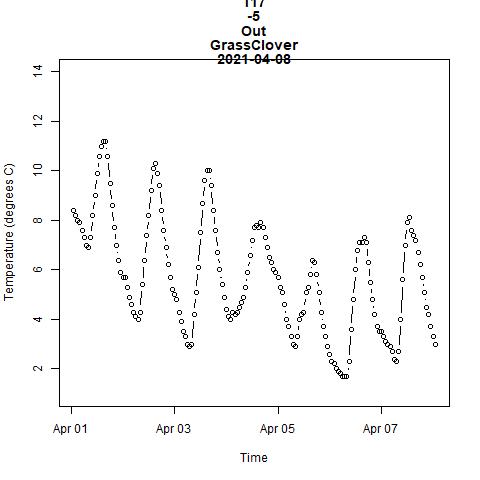 117
-5
Out
GrassClover
2021-04-08
14
12
10
8
6
4
2
Temperature (degrees C)
Apr 01
Apr 03
Apr 05
Apr 07
Time